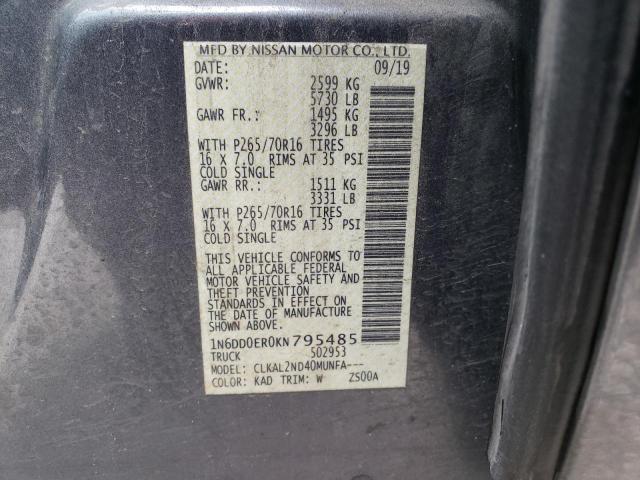 MFD BY NISSAN MOTOR CO., LTD.
DATE: 09/19
GVWR: 2599 KG
5730 LB
GAWR FR.: 1495 KG
3296 LB
WITH P265/70R16 TIRES
16 X 7.0 RIMS AT 35 PSI
COLD SINGLE
GAWR RR.: 1511 KG
3331 LB
WITH P265/70R16 TIRES
16 X 7.0 RIMS AT 35 PSI
COLD SINGLE
THIS VEHICLE CONFORMS TO
ALL APPLICABLE FEDERAL
MOTOR VEHICLE SAFETY AND
THEFT PREVENTION
STANDARDS IN EFFECT ON
THE DATE OF MANUFACTURE
SHOWN ABOVE.
1N6DD0ER0KN795485
TRUCK 502953
MODEL: CLKAL2ND40MUNFA---
COLOR: KAD TRIM: W ZS00A